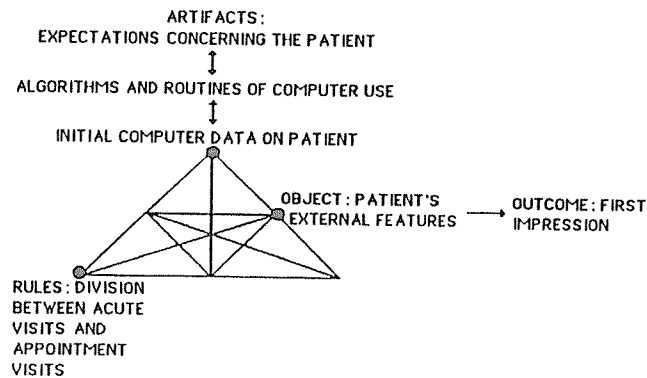 ARTIFACTS:
EXPECTATIONS CONCERNING THE PATIENT
ALGORITHMS AND ROUTINES OF COMPUTER USE
INITIAL COMPUTER DATA ON PATIENT
OBJECT: PATIENT'S
EXTERNAL FEATURES
OUTCOME: FIRST
IMPRESSION
RULES: DIVISION
BETWEEN ACUTE
VISITS AND
APPOINTMENT
VISITS